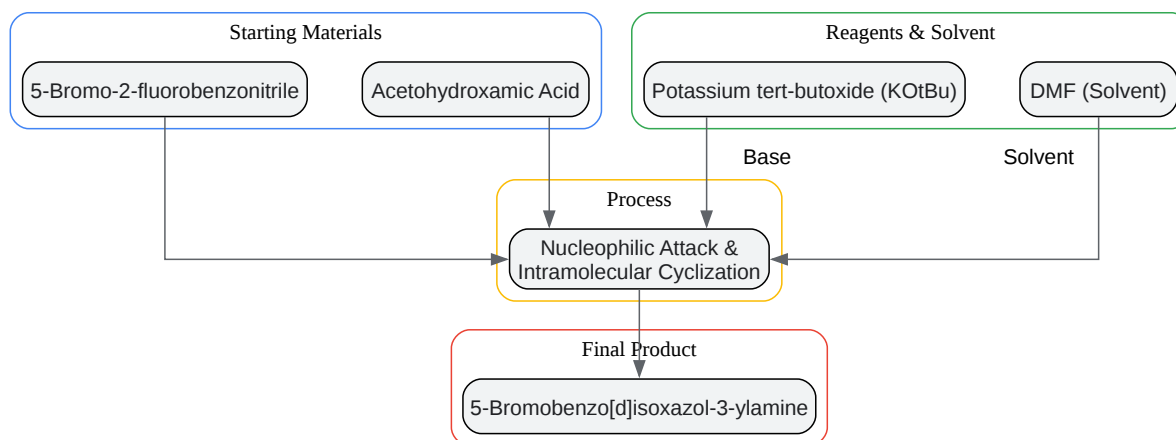 Starting Materials
Reagents & Solvent
5-Bromo-2-fluorobenzonitrile
Acetohydroxamic Acid
Potassium tert-butoxide (KOtBu)
DMF (Solvent)
Base
Solvent
Process
Nucleophilic Attack &
Intramolecular Cyclization
Final Product
5-Bromobenzo[d]isoxazol-3-ylamine